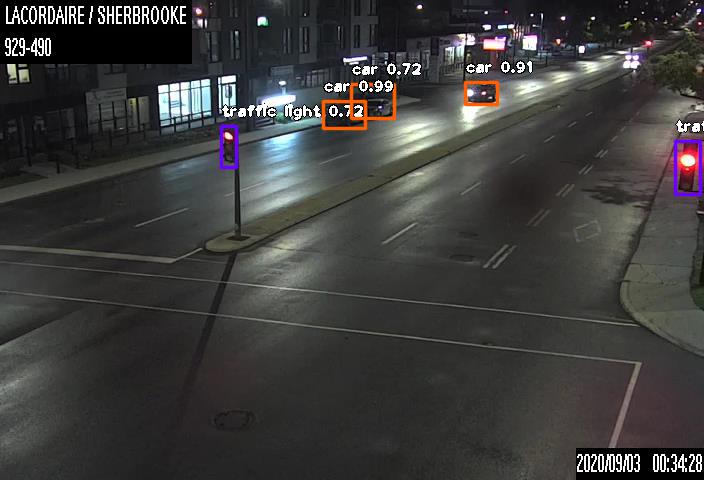 LACORDAIRE / SHERBROOKE
929-490
car 0.72
car 0.91
car 0.99
traffic light 0.72
traf
2020/09/03 00:34:28